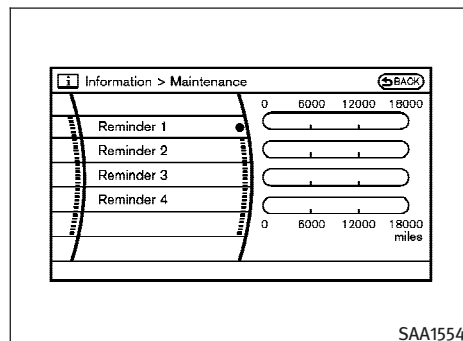 i Information > Maintenance BACK
0 6000 12000 18000
Reminder 1
Reminder 2
Reminder 3
Reminder 4
0 6000 12000 18000
miles
SAA1554